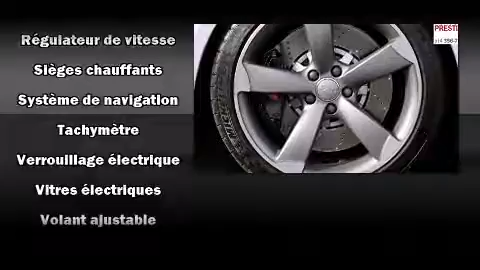 Régulateur de vitesse
Sièges chauffants
Système de navigation
Tachymètre
Verrouillage électrique
Vitres électriques
Volant ajustable
PRESTI